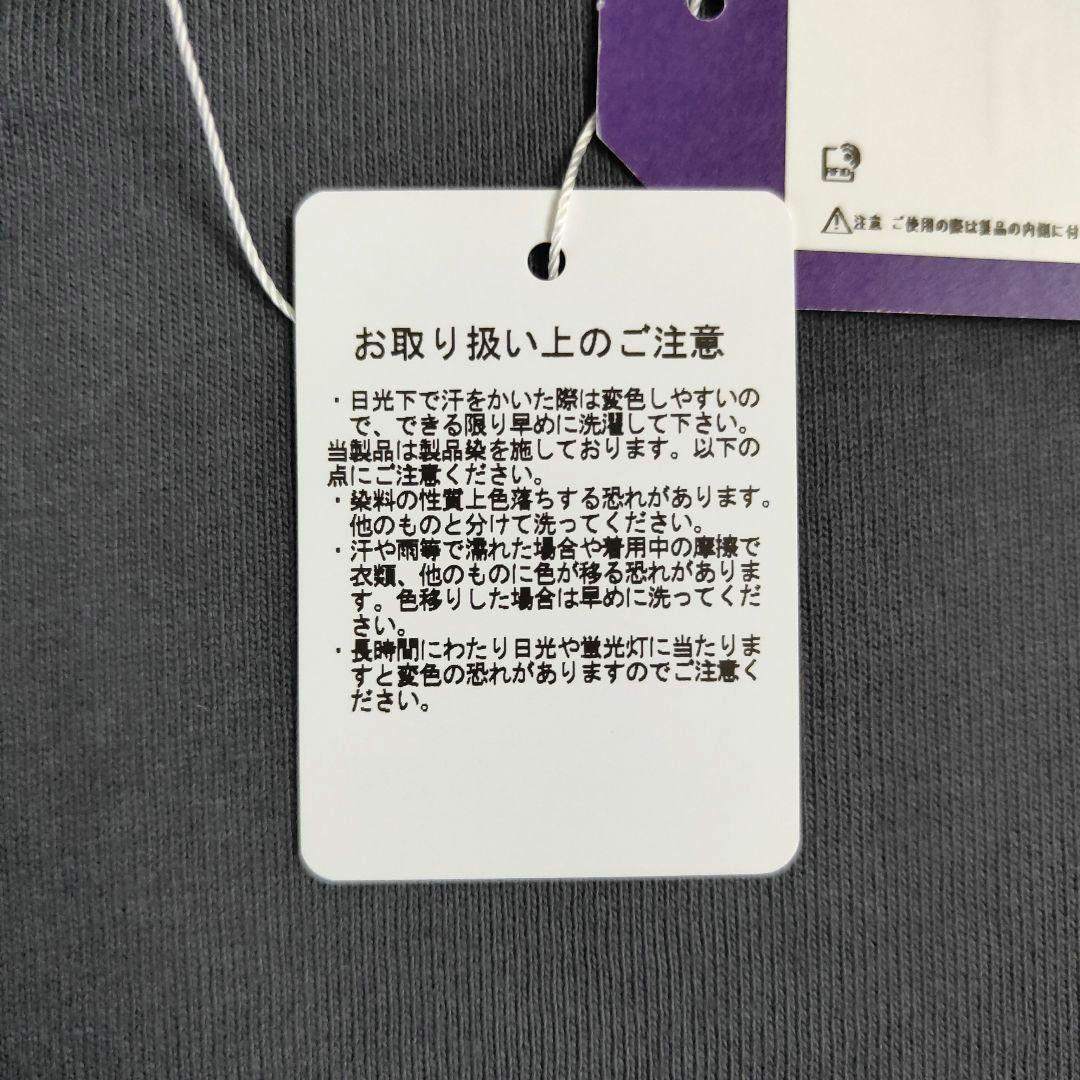 RFID
注意 ご使用の際は製品の内側に付
お取り扱い上のご注意
・日光下で汗をかいた際は変色しやすいの
で、できる限り早めに洗濯して下さい。
当製品は製品染を施しております。以下の
点にご注意ください。
・染料の性質上色落ちする恐れがあります。
他のものと分けて洗ってください。
・汗や雨等で濡れた場合や着用中の摩擦で
衣類、他のものに色が移る恐れがありま
す。色移りした場合は早めに洗ってくだ
さい。
・長時間にわたり日光や蛍光灯に当たりま
すと変色の恐れがありますのでご注意く
ださい。